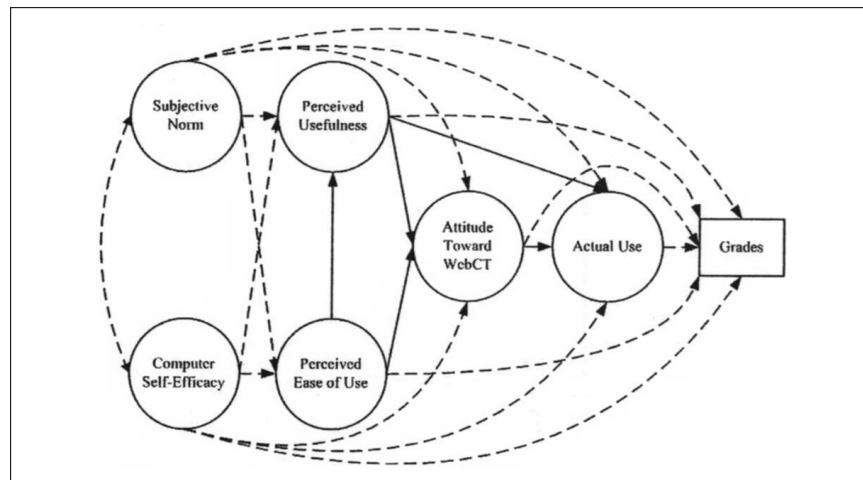 Subjective
Norm
Perceived
Usefulness
Attitude
Toward
WebCT
Actual Use
Grades
Computer
Self-Efficacy
Perceived
Ease of Use